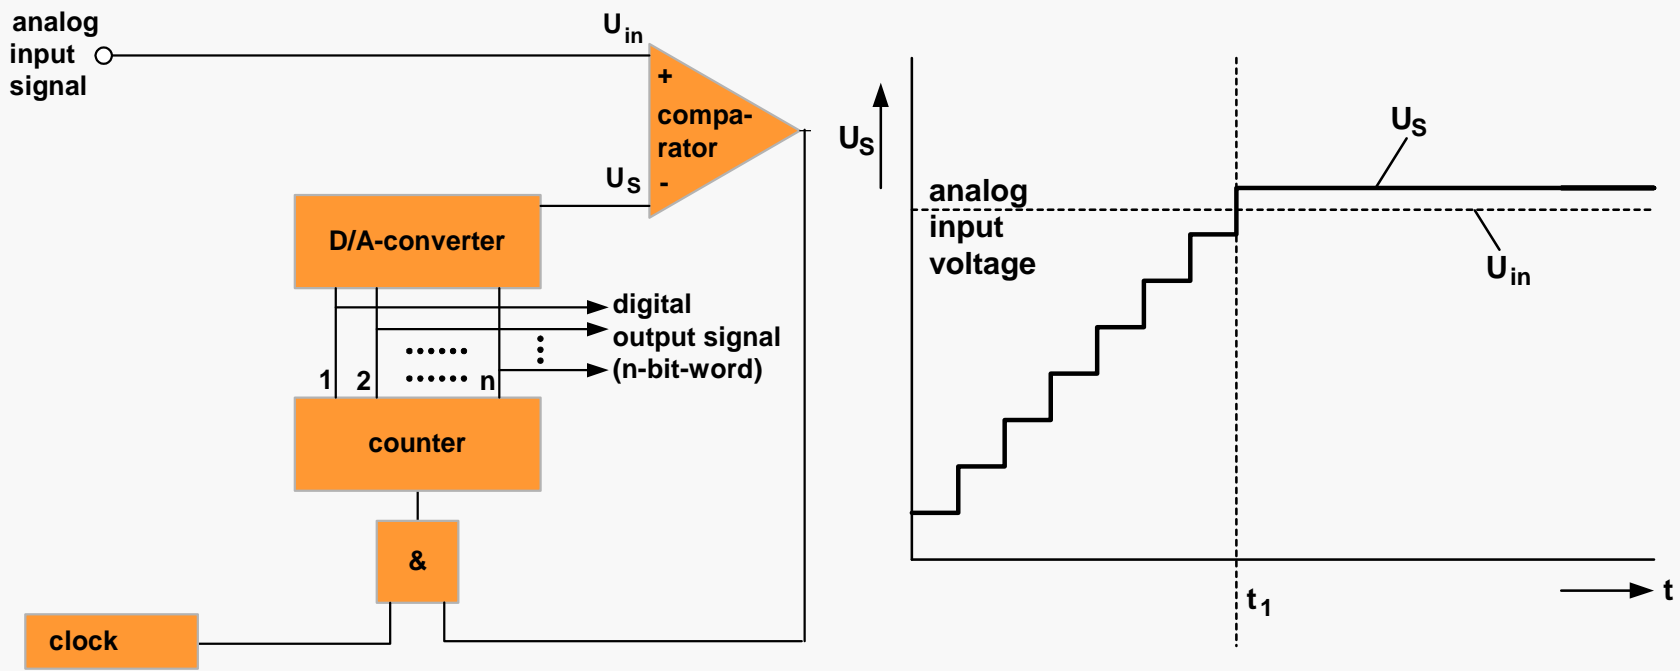 analog
input
signal
U in
+
compa-
rator
-
U S
D/A-converter
digital
output signal
(n-bit-word)
1 2 n
counter
&
clock
U S
analog
input
voltage
U S
U in
t 1
t